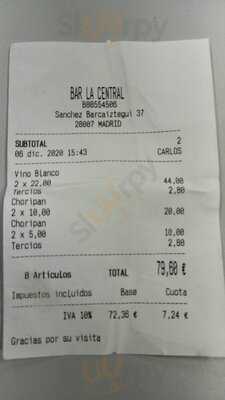 BAR LA CENTRAL
B88554506
Sanchez Barcaiztegui 37
28007 MADRID
SUBTOTAL 2
06 dic. 2020 15:43 CARLOS
Vino Blanco
2 x 22,00 44,00
Tercios 2,80
Choripan
2 x 10,00 20,00
Choripan
2 x 5,00 10,00
Tercios 2,80
8 Artículos TOTAL 79,60 €
Impuestos incluidos Base Cuota
IVA 10% 72,36 € 7,24 €
Gracias por su visita